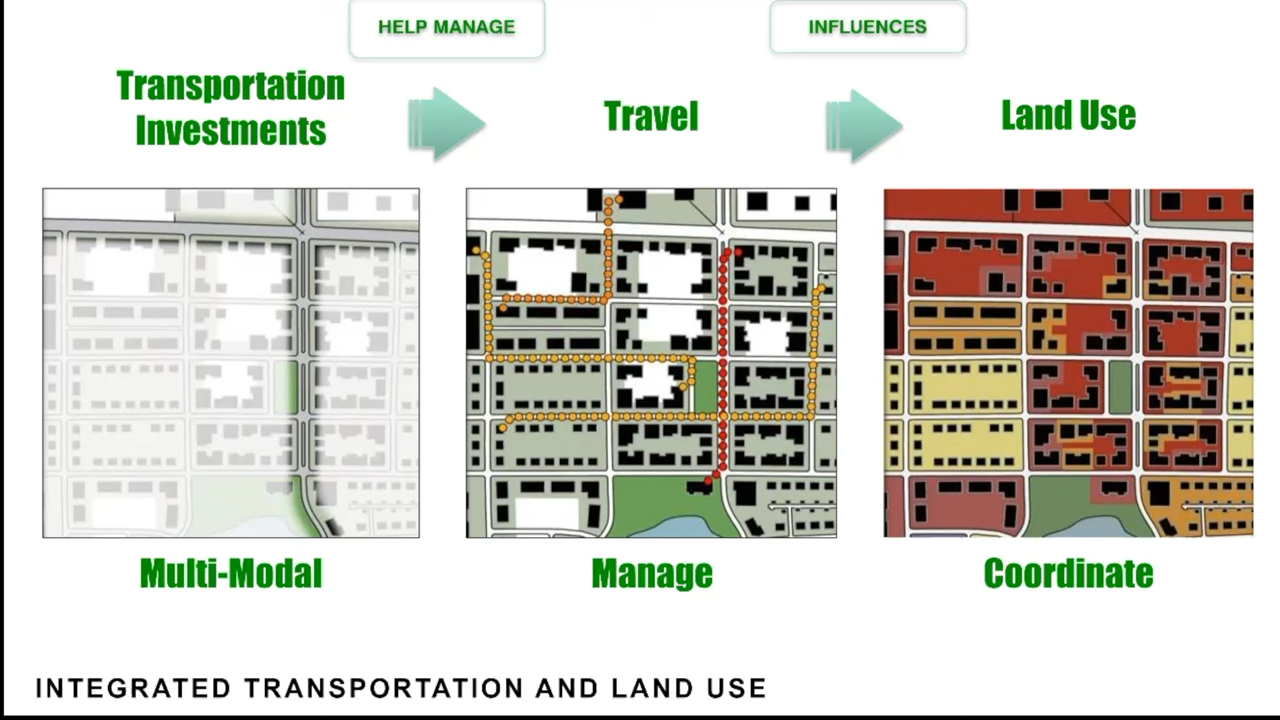 HELP MANAGE
INFLUENCES
Transportation
Investments
Travel
Land Use
Multi-Modal
Manage
Coordinate
INTEGRATED TRANSPORTATION AND LAND USE